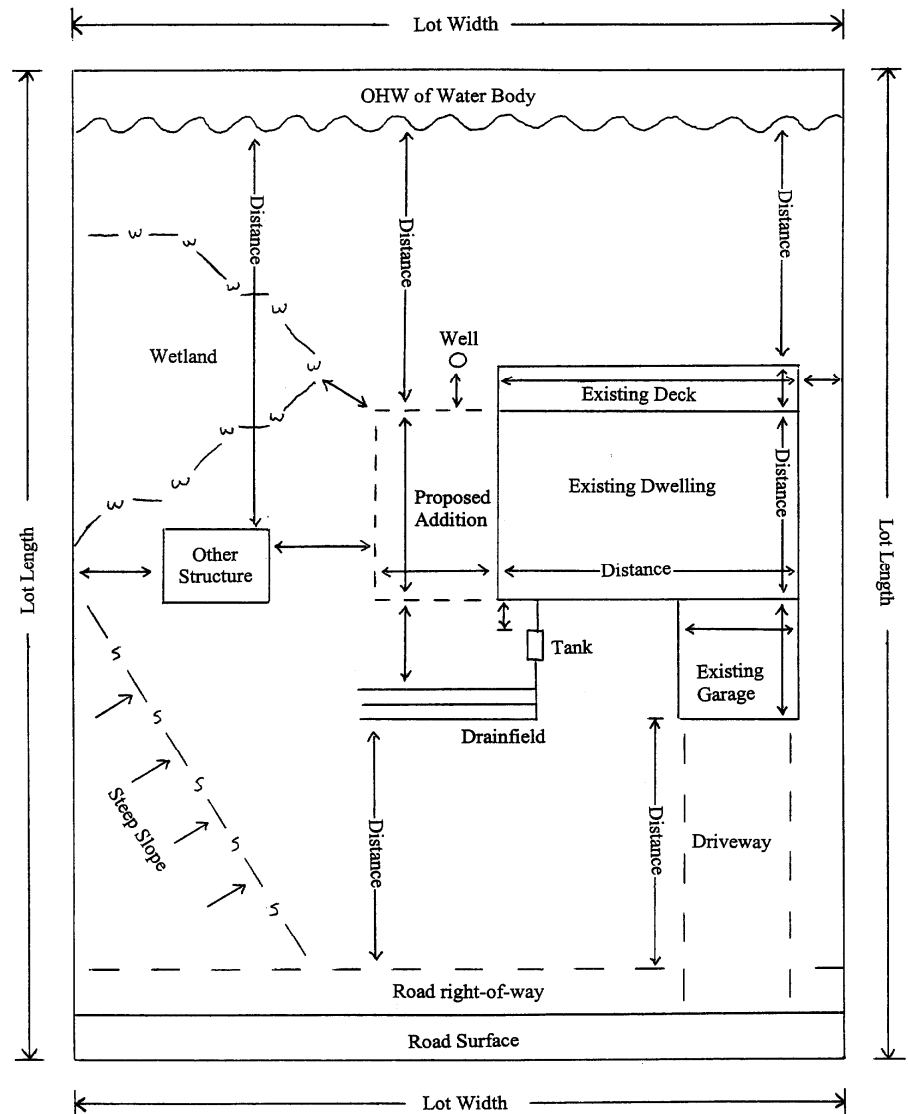 Lot Width
OHW of Water Body
Distance
Distance
Distance
W
W
W
W
W
W
W
W
W
W
Wetland
Well
Existing Deck
Existing Dwelling
Distance
Proposed
Addition
Distance
Other
Structure
Lot Length
Lot Length
Tank
Existing
Garage
Drainfield
S
S
S
S
S
Steep Slope
Distance
Distance
Driveway
Road right-of-way
Road Surface
Lot Width